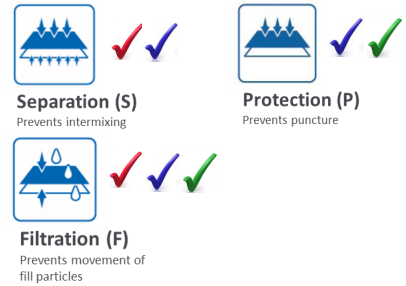 Separation (S)
Prevents intermixing
Protection (P)
Prevents puncture
Filtration (F)
Prevents movement of
fill particles